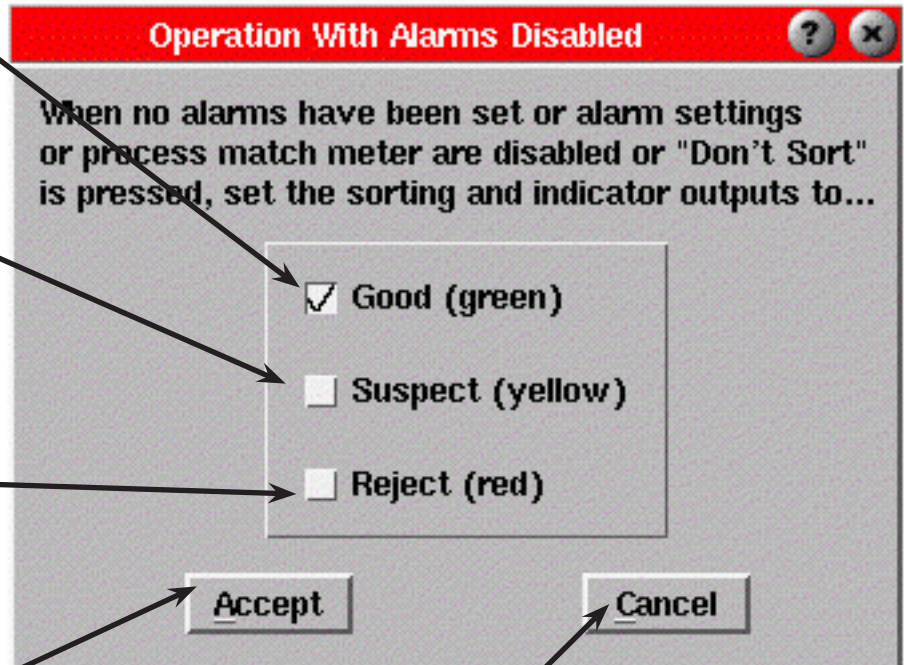 Operation With Alarms Disabled
?
×
When no alarms have been set or alarm settings
or process match meter are disabled or "Don't Sort"
is pressed, set the sorting and indicator outputs to...
Good (green)
Suspect (yellow)
Reject (red)
Accept
Cancel